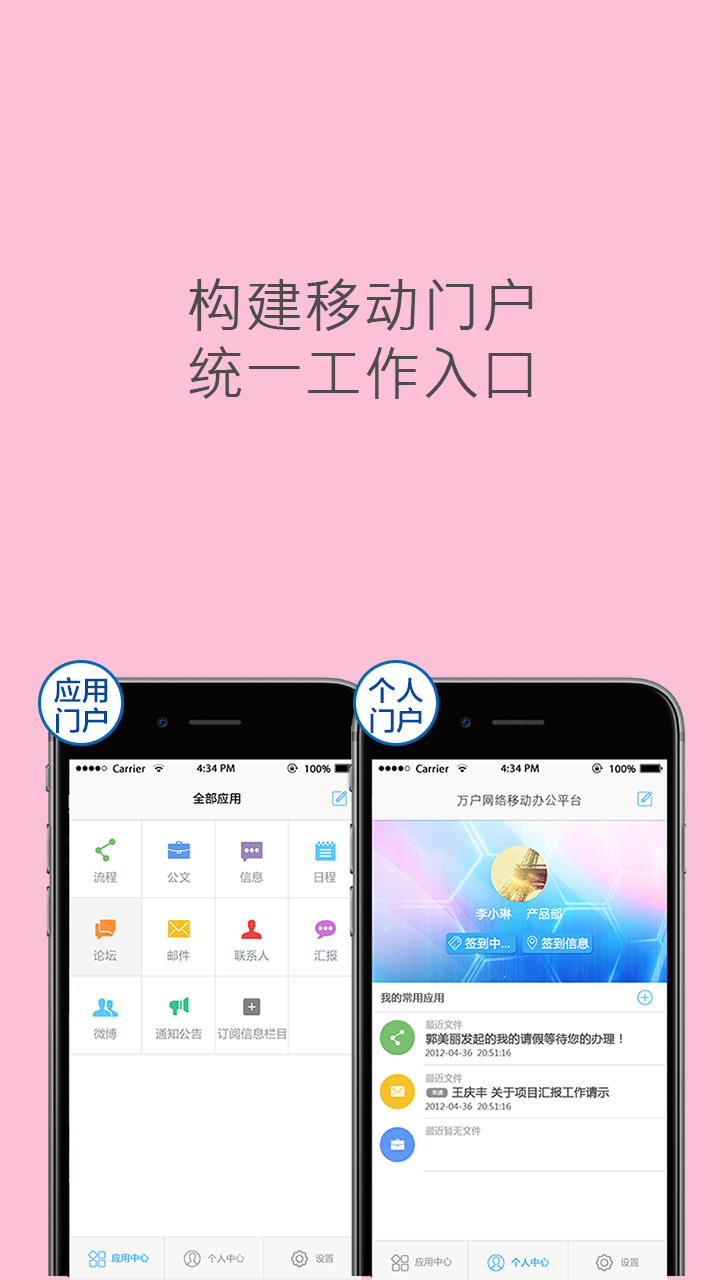 构建移动门户
统一工作入口
应用
门户
Carrier 4:34 PM 100%
全部应用
流程 公文 信息 日程
论坛 邮件 联系人 汇报
微博 通知公告 订阅信息栏目
应用中心 个人中心 设置
个人
门户
Carrier 4:34 PM 100%
万户网络移动办公平台
李小琳 产品部
签到中... 签到信息
我的常用应用
最近文件
郭美丽发起的我的请假等待您的办理！
2012-04-36 20:51:16
最近文件
未读 王庆丰 关于项目汇报工作请示
2012-04-36 20:51:16
最近暂无文件
应用中心 个人中心 设置